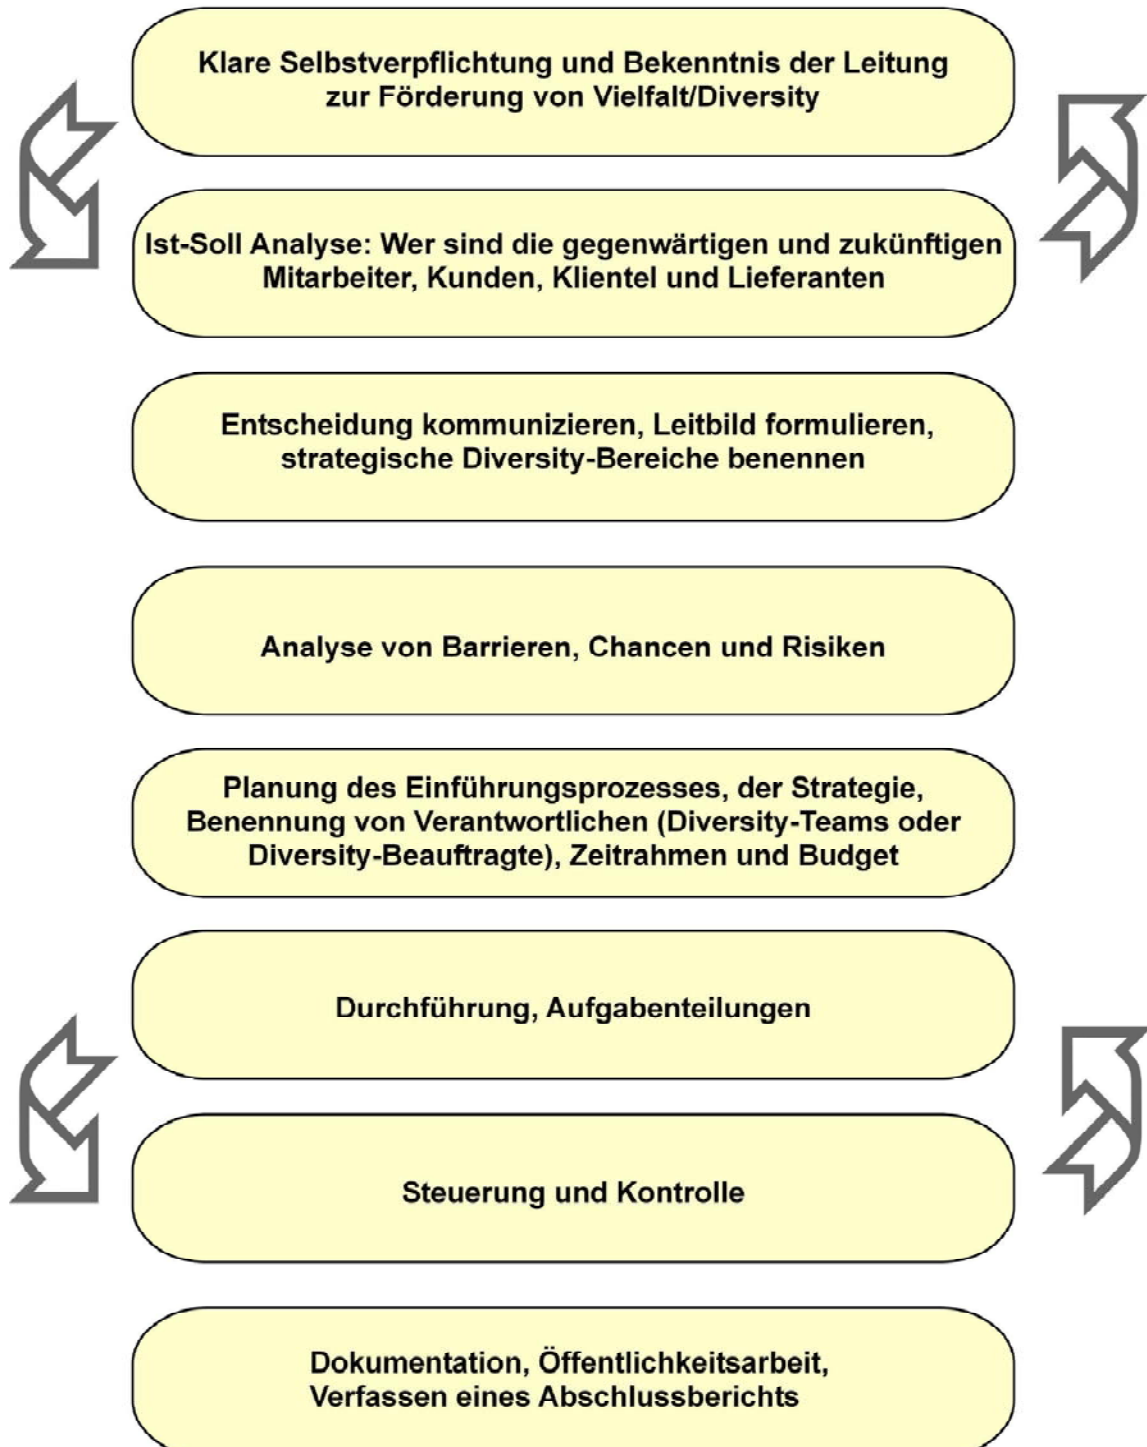 Klare Selbstverpflichtung und Bekenntnis der Leitung
zur Förderung von Vielfalt/Diversity
Ist-Soll Analyse: Wer sind die gegenwärtigen und zukünftigen
Mitarbeiter, Kunden, Klientel und Lieferanten
Entscheidung kommunizieren, Leitbild formulieren,
strategische Diversity-Bereiche benennen
Analyse von Barrieren, Chancen und Risiken
Planung des Einführungsprozesses, der Strategie,
Benennung von Verantwortlichen (Diversity-Teams oder
Diversity-Beauftragte), Zeitrahmen und Budget
Durchführung, Aufgabenteilungen
Steuerung und Kontrolle
Dokumentation, Öffentlichkeitsarbeit,
Verfassen eines Abschlussberichts